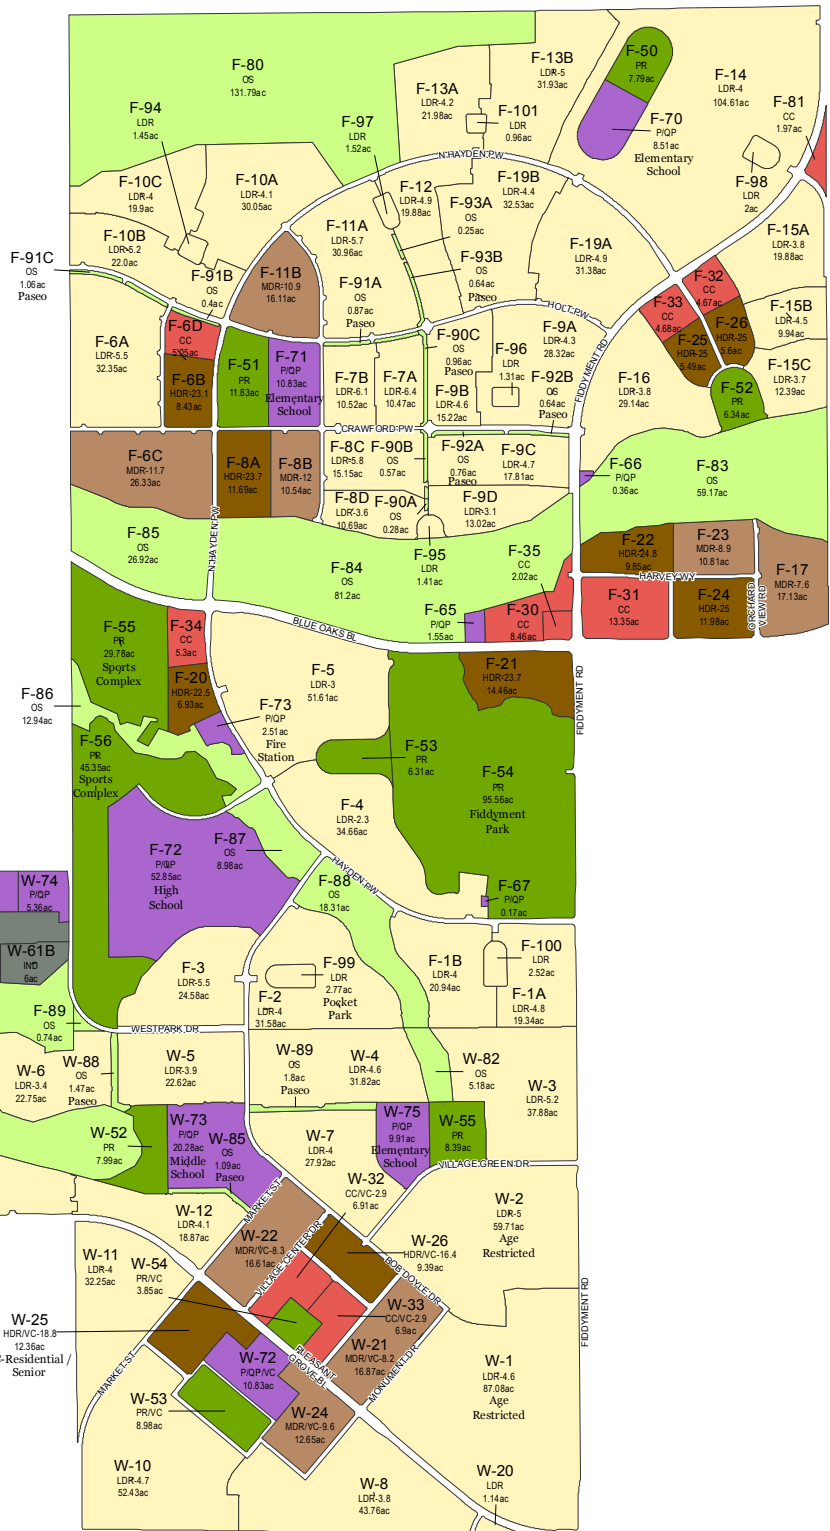 F-80
OS
131.79ac
F-94
LDR
1.45ac
F-97
LDR
1.52ac
F-13A
LDR-4.2
21.98ac
F-13B
LDR-5
31.93ac
F-101
LDR
0.96ac
F-50
PR
7.79ac
F-70
P/QP
8.51ac
Elementary
School
F-14
LDR-4
104.61ac
F-81
CC
1.97ac
F-98
LDR
2ac
N HAYDEN PW
F-10C
LDR-4
19.9ac
F-10A
LDR-4.1
30.05ac
F-10B
LDR-5.2
22.0ac
F-91C
OS
1.06ac
Paseo
F-91B
OS
0.4ac
F-11B
MDR-10.9
16.11ac
F-11A
LDR-5.7
30.96ac
F-91A
OS
0.87ac
Paseo
F-12
LDR-4.9
19.88ac
F-93A
OS
0.25ac
F-93B
OS
0.64ac
Paseo
F-19B
LDR-4.4
32.53ac
F-19A
LDR-4.9
31.38ac
F-15A
LDR-3.8
19.88ac
F-32
CC
4.67ac
F-33
CC
4.68ac
F-25
HDR-25
5.49ac
F-26
HDR-25
5.6ac
F-15B
LDR-4.5
9.94ac
F-15C
LDR-3.7
12.39ac
F-52
PR
6.34ac
F-16
LDR-3.8
29.14ac
HOLT PW
FIDDYMENT RD
F-6A
LDR-5.5
32.35ac
F-6D
CC
5.05ac
F-6B
HDR-23.1
8.43ac
F-51
PR
11.83ac
F-71
P/QP
10.83ac
Elementary
School
F-7B
LDR-6.1
10.52ac
F-7A
LDR-6.4
10.47ac
F-90C
OS
0.96ac
Paseo
F-9B
LDR-4.6
15.22ac
F-96
LDR
1.31ac
F-9A
LDR-4.3
28.32ac
F-92B
OS
0.64ac
Paseo
CRAWFORD PW
F-6C
MDR-11.7
26.33ac
F-8A
HDR-23.7
11.69ac
F-8B
MDR-12
10.54ac
F-8C
LDR-5.8
15.15ac
F-90B
OS
0.57ac
F-92A
OS
0.76ac
Paseo
F-9C
LDR-4.7
17.81ac
F-8D
LDR-3.6
10.69ac
F-90A
OS
0.28ac
F-9D
LDR-3.1
13.02ac
F-66
P/QP
0.36ac
F-83
OS
59.17ac
N HAYDEN PW
F-85
OS
26.92ac
F-84
OS
81.2ac
F-95
LDR
1.41ac
F-35
CC
2.02ac
F-22
HDR-24.8
9.85ac
F-23
MDR-8.9
10.81ac
F-17
MDR-7.6
17.13ac
HARVEY WY
F-65
P/QP
1.55ac
F-30
CC
8.46ac
F-31
CC
13.35ac
F-24
HDR-25
11.98ac
ORCHARD
VIEW RD
BLUE OAKS BL
F-55
PR
29.78ac
Sports
Complex
F-34
CC
5.3ac
F-20
HDR-22.5
6.93ac
F-5
LDR-3
51.61ac
F-21
HDR-23.7
14.46ac
FIDDYMENT RD
F-86
OS
12.94ac
F-73
P/QP
2.51ac
Fire
Station
F-56
PR
45.35ac
Sports
Complex
F-53
PR
6.31ac
F-54
PR
95.56ac
Fiddyment
Park
F-4
LDR-2.3
34.66ac
F-72
P/QP
52.85ac
High
School
F-87
OS
8.98ac
HAYDEN PW
F-88
OS
18.31ac
F-67
P/QP
0.17ac
W-74
P/QP
5.36ac
W-61B
IND
6ac
F-3
LDR-5.5
24.58ac
F-99
LDR
2.77ac
Pocket
Park
F-2
LDR-4
31.58ac
F-1B
LDR-4
20.94ac
F-100
LDR
2.52ac
F-1A
LDR-4.8
19.34ac
F-89
OS
0.74ac
WESTPARK DR
W-6
LDR-3.4
22.75ac
W-88
OS
1.47ac
Paseo
W-5
LDR-3.9
22.62ac
W-89
OS
1.8ac
Paseo
W-4
LDR-4.6
31.82ac
W-82
OS
5.18ac
W-3
LDR-5.2
37.88ac
W-52
PR
7.99ac
W-73
P/QP
20.28ac
Middle
School
W-85
OS
1.09ac
Paseo
W-7
LDR-4
27.92ac
W-75
P/QP
9.91ac
Elementary
School
W-55
PR
8.39ac
VILLAGE GREEN DR
W-32
CC/VC-2.9
6.91ac
W-12
LDR-4.1
18.87ac
MARKET ST
W-2
LDR-5
59.71ac
Age
Restricted
W-22
MDR/VC-8.3
16.61ac
VILLAGE CENTER DR
W-26
HDR/VC-16.4
9.39ac
BOB DOYLE DR
W-11
LDR-4
32.25ac
W-54
PR/VC
3.85ac
W-25
HDR/VC-18.8
12.36ac
C-Residential /
Senior
W-33
CC/VC-2.9
6.9ac
W-21
MDR/VC-8.2
16.87ac
FIDDYMENT RD
PLEASANT
GROVE BL
MONUMENT DR
W-72
P/QP/VC
10.83ac
W-1
LDR-4.6
87.08ac
Age
Restricted
MARKET ST
W-53
PR/VC
8.98ac
W-24
MDR/VC-9.6
12.65ac
W-10
LDR-4.7
52.43ac
W-8
LDR-3.8
43.76ac
W-20
LDR
1.14ac